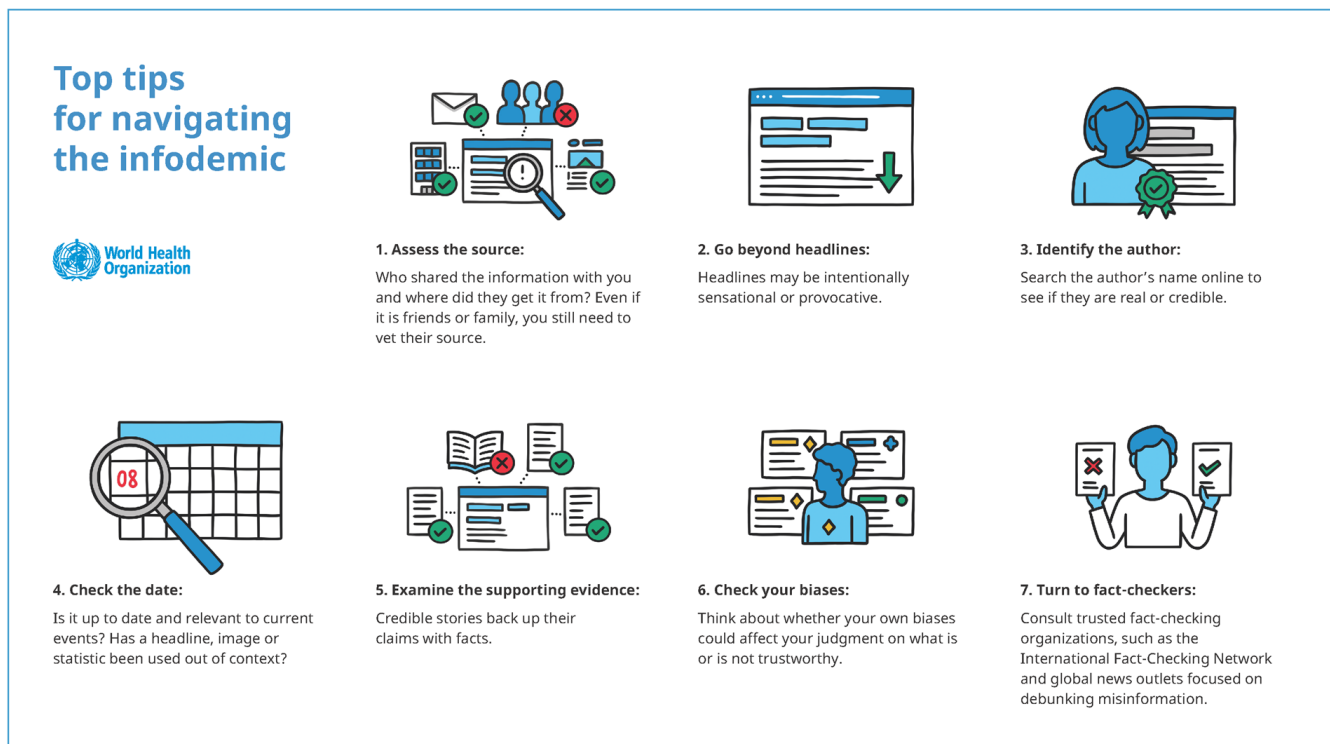 Top tips
for navigating
the infodemic
World Health
Organization
1. Assess the source:
Who shared the information with you
and where did they get it from? Even if
it is friends or family, you still need to
vet their source.
2. Go beyond headlines:
Headlines may be intentionally
sensational or provocative.
3. Identify the author:
Search the author’s name online to
see if they are real or credible.
08
4. Check the date:
Is it up to date and relevant to current
events? Has a headline, image or
statistic been used out of context?
5. Examine the supporting evidence:
Credible stories back up their
claims with facts.
6. Check your biases:
Think about whether your own biases
could affect your judgment on what is
or is not trustworthy.
7. Turn to fact-checkers:
Consult trusted fact-checking
organizations, such as the
International Fact-Checking Network
and global news outlets focused on
debunking misinformation.